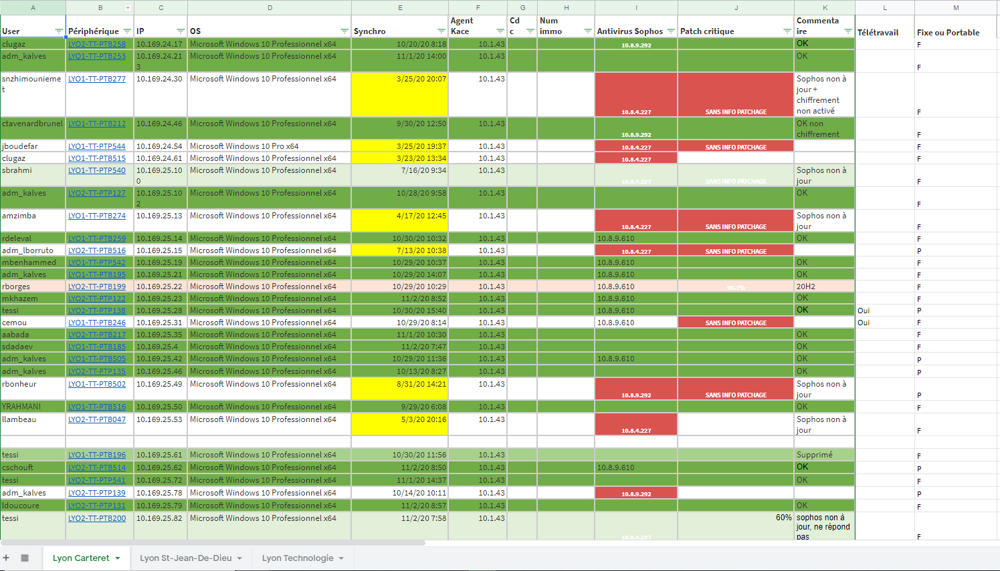 A B C D E F G H I J K L M
User Périphérique IP OS Synchro Agent Kace Cd c Num immo Antivirus Sophos Patch critique Commenta ire Télétravail Fixe ou Portable
clugaz LYO2-TT-PTB258 10.169.24.17 Microsoft Windows 10 Professionnel x64 10/20/20 8:18 10.1.43 10.8.9.292 OK F
adm_kalves LYO1-TT-PTB253 10.169.24.21 3 Microsoft Windows 10 Professionnel x64 11/1/20 14:00 10.1.43 OK F
snzhimounieme t LYO1-TT-PTB277 10.169.24.30 Microsoft Windows 10 Professionnel x64 3/25/20 20:07 10.1.43 10.8.4.227 SANS INFO PATCHAGE Sophos non à jour + chiffrement non activé F
ctavenardbrunel LYO1-TT-PTB212 10.169.24.46 Microsoft Windows 10 Professionnel x64 9/30/20 12:50 10.1.43 10.8.9.292 OK non chiffrement F
jboudefar LYO1-TT-PTP544 10.169.24.54 Microsoft Windows 10 Pro x64 3/25/20 19:37 10.1.43 10.8.4.227 SANS INFO PATCHAGE F
clugaz LYO1-TT-PTB515 10.169.24.61 Microsoft Windows 10 Professionnel x64 3/23/20 13:34 10.1.43 10.8.4.227 F
sbrahmi LYO1-TT-PTP540 10.169.25.10 0 Microsoft Windows 10 Professionnel x64 7/16/20 9:34 10.1.43 10.8.4.227 SANS INFO PATCHAGE Sophos non à jour F
adm_kalves LYO2-TT-PTP127 10.169.25.10 2 Microsoft Windows 10 Professionnel x64 10/28/20 9:58 10.1.43 OK F
amzimba LYO1-TT-PTB274 10.169.25.13 Microsoft Windows 10 Professionnel x64 4/17/20 12:45 10.1.43 10.8.4.227 SANS INFO PATCHAGE Sophos non à jour F
rdeleval LYO1-TT-PTB259 10.169.25.14 Microsoft Windows 10 Professionnel x64 10/30/20 10:32 10.1.43 10.8.9.610 OK F
adm_lborruto LYO2-TT-PTB516 10.169.25.15 Microsoft Windows 10 Professionnel x64 7/13/20 10:38 10.1.43 10.8.4.227 SANS INFO PATCHAGE P
mbenhammed LYO1-TT-PTP542 10.169.25.19 Microsoft Windows 10 Professionnel x64 10/29/20 10:37 10.1.43 10.8.9.610 OK F
adm_kalves LYO1-TT-PTB195 10.169.25.21 Microsoft Windows 10 Professionnel x64 10/29/20 14:07 10.1.43 10.8.9.610 OK F
rborges LYO2-TT-PTB199 10.169.25.22 Microsoft Windows 10 Professionnel x64 10/29/20 10:29 10.1.43 10.8.9.610 96.7% 20H2 F
mkhazem LYO2-TT-PTP122 10.169.25.23 Microsoft Windows 10 Professionnel x64 11/2/20 8:52 10.1.43 10.8.9.610 OK F
tessi LYO2-TT-PTP138 10.169.25.28 Microsoft Windows 10 Professionnel x64 10/30/20 15:40 10.1.43 10.8.9.610 OK Oui P
cemou LYO1-TT-PTB246 10.169.25.31 Microsoft Windows 10 Professionnel x64 10/29/20 8:14 10.1.43 10.8.9.610 SANS INFO PATCHAGE Oui F
aabada LYO2-TT-PTB217 10.169.25.35 Microsoft Windows 10 Professionnel x64 11/1/20 10:30 10.1.43 OK F
sdadaev LYO1-TT-PTB185 10.169.25.4 Microsoft Windows 10 Professionnel x64 11/2/20 7:47 10.1.43 OK F
adm_kalves LYO1-TT-PTB505 10.169.25.42 Microsoft Windows 10 Professionnel x64 10/29/20 11:36 10.1.43 10.8.9.610 OK P
adm_kalves LYO2-TT-PTP135 10.169.25.46 Microsoft Windows 10 Professionnel x64 10/13/20 8:27 10.1.43 OK P
rbonheur LYO1-TT-PTB502 10.169.25.49 Microsoft Windows 10 Professionnel x64 8/31/20 14:21 10.1.43 10.8.9.292 SANS INFO PATCHAGE Sophos non à jour P
YRAHMANI LYO1-TT-PTB516 10.169.25.50 Microsoft Windows 10 Professionnel x64 9/29/20 6:08 10.1.43 OK F
llambeau LYO2-TT-PTB047 10.169.25.53 Microsoft Windows 10 Professionnel x64 5/3/20 20:16 10.1.43 10.8.4.227 Sophos non à jour F
tessi LYO1-TT-PTB196 10.169.25.61 Microsoft Windows 10 Professionnel x64 10/30/20 11:56 10.1.43 Supprimé F
cschouft LYO2-TT-PTB514 10.169.25.62 Microsoft Windows 10 Professionnel x64 11/2/20 8:50 10.1.43 10.8.9.610 OK P
tessi LYO2-TT-PTP541 10.169.25.72 Microsoft Windows 10 Professionnel x64 11/1/20 14:37 10.1.43 OK F
adm_kalves LYO2-TT-PTP139 10.169.25.78 Microsoft Windows 10 Professionnel x64 10/14/20 10:11 10.1.43 10.8.9.292 P
ldoucoure LYO2-TT-PTP131 10.169.25.79 Microsoft Windows 10 Professionnel x64 11/2/20 8:57 10.1.43 OK F
tessi LYO2-TT-PTB200 10.169.25.82 Microsoft Windows 10 Professionnel x64 11/2/20 7:58 10.1.43 10.8.4.227 60% sophos non à jour, ne répond pas F
Lyon Carteret Lyon St-Jean-De-Dieu Lyon Technologie